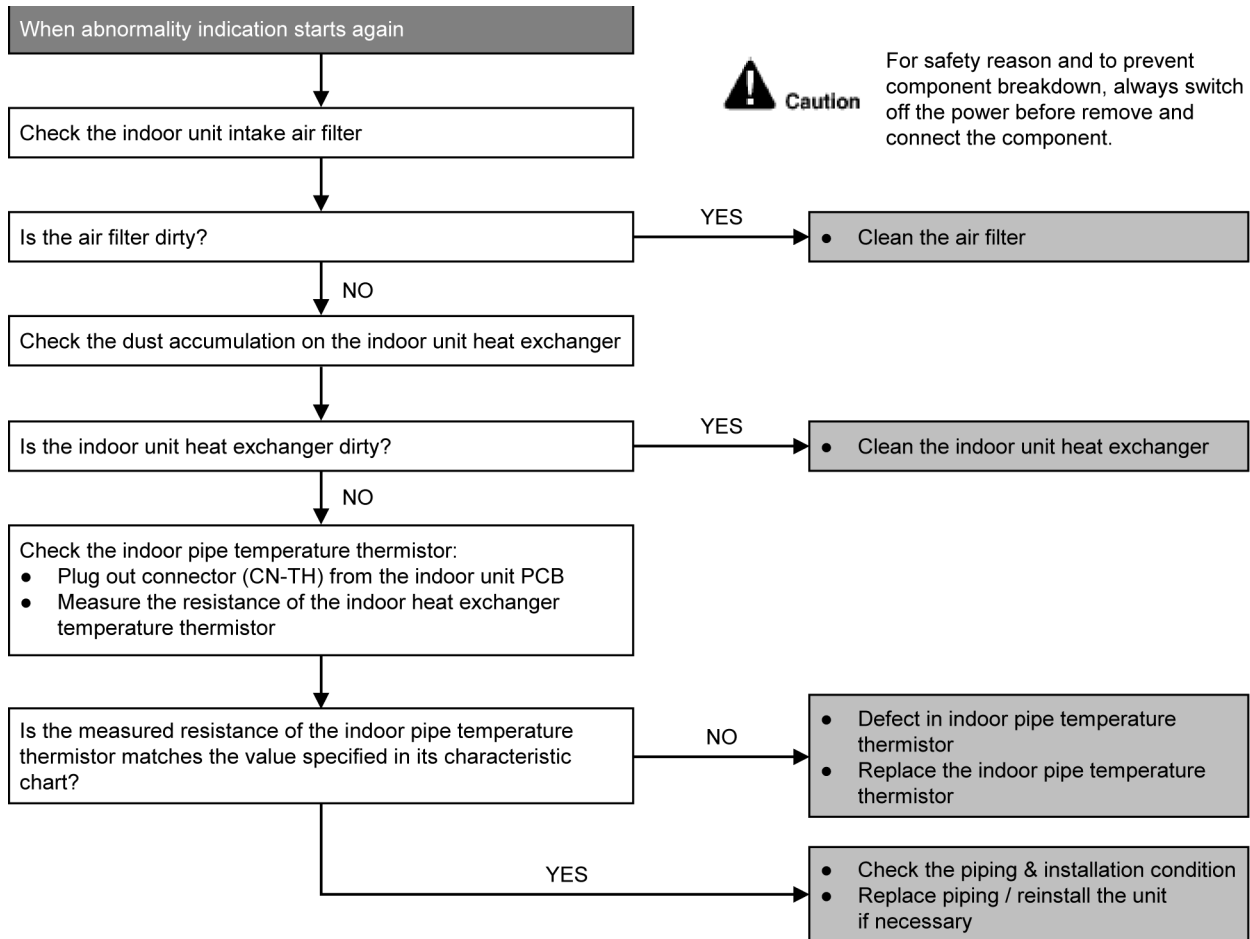 When abnormality indication starts again
Caution
For safety reason and to prevent
component breakdown, always switch
off the power before remove and
connect the component.
Check the indoor unit intake air filter
Is the air filter dirty?
YES
● Clean the air filter
NO
Check the dust accumulation on the indoor unit heat exchanger
Is the indoor unit heat exchanger dirty?
YES
● Clean the indoor unit heat exchanger
NO
Check the indoor pipe temperature thermistor:
● Plug out connector (CN-TH) from the indoor unit PCB
● Measure the resistance of the indoor heat exchanger
temperature thermistor
Is the measured resistance of the indoor pipe temperature
thermistor matches the value specified in its characteristic
chart?
NO
● Defect in indoor pipe temperature
thermistor
● Replace the indoor pipe temperature
thermistor
YES
● Check the piping & installation condition
● Replace piping / reinstall the unit
if necessary